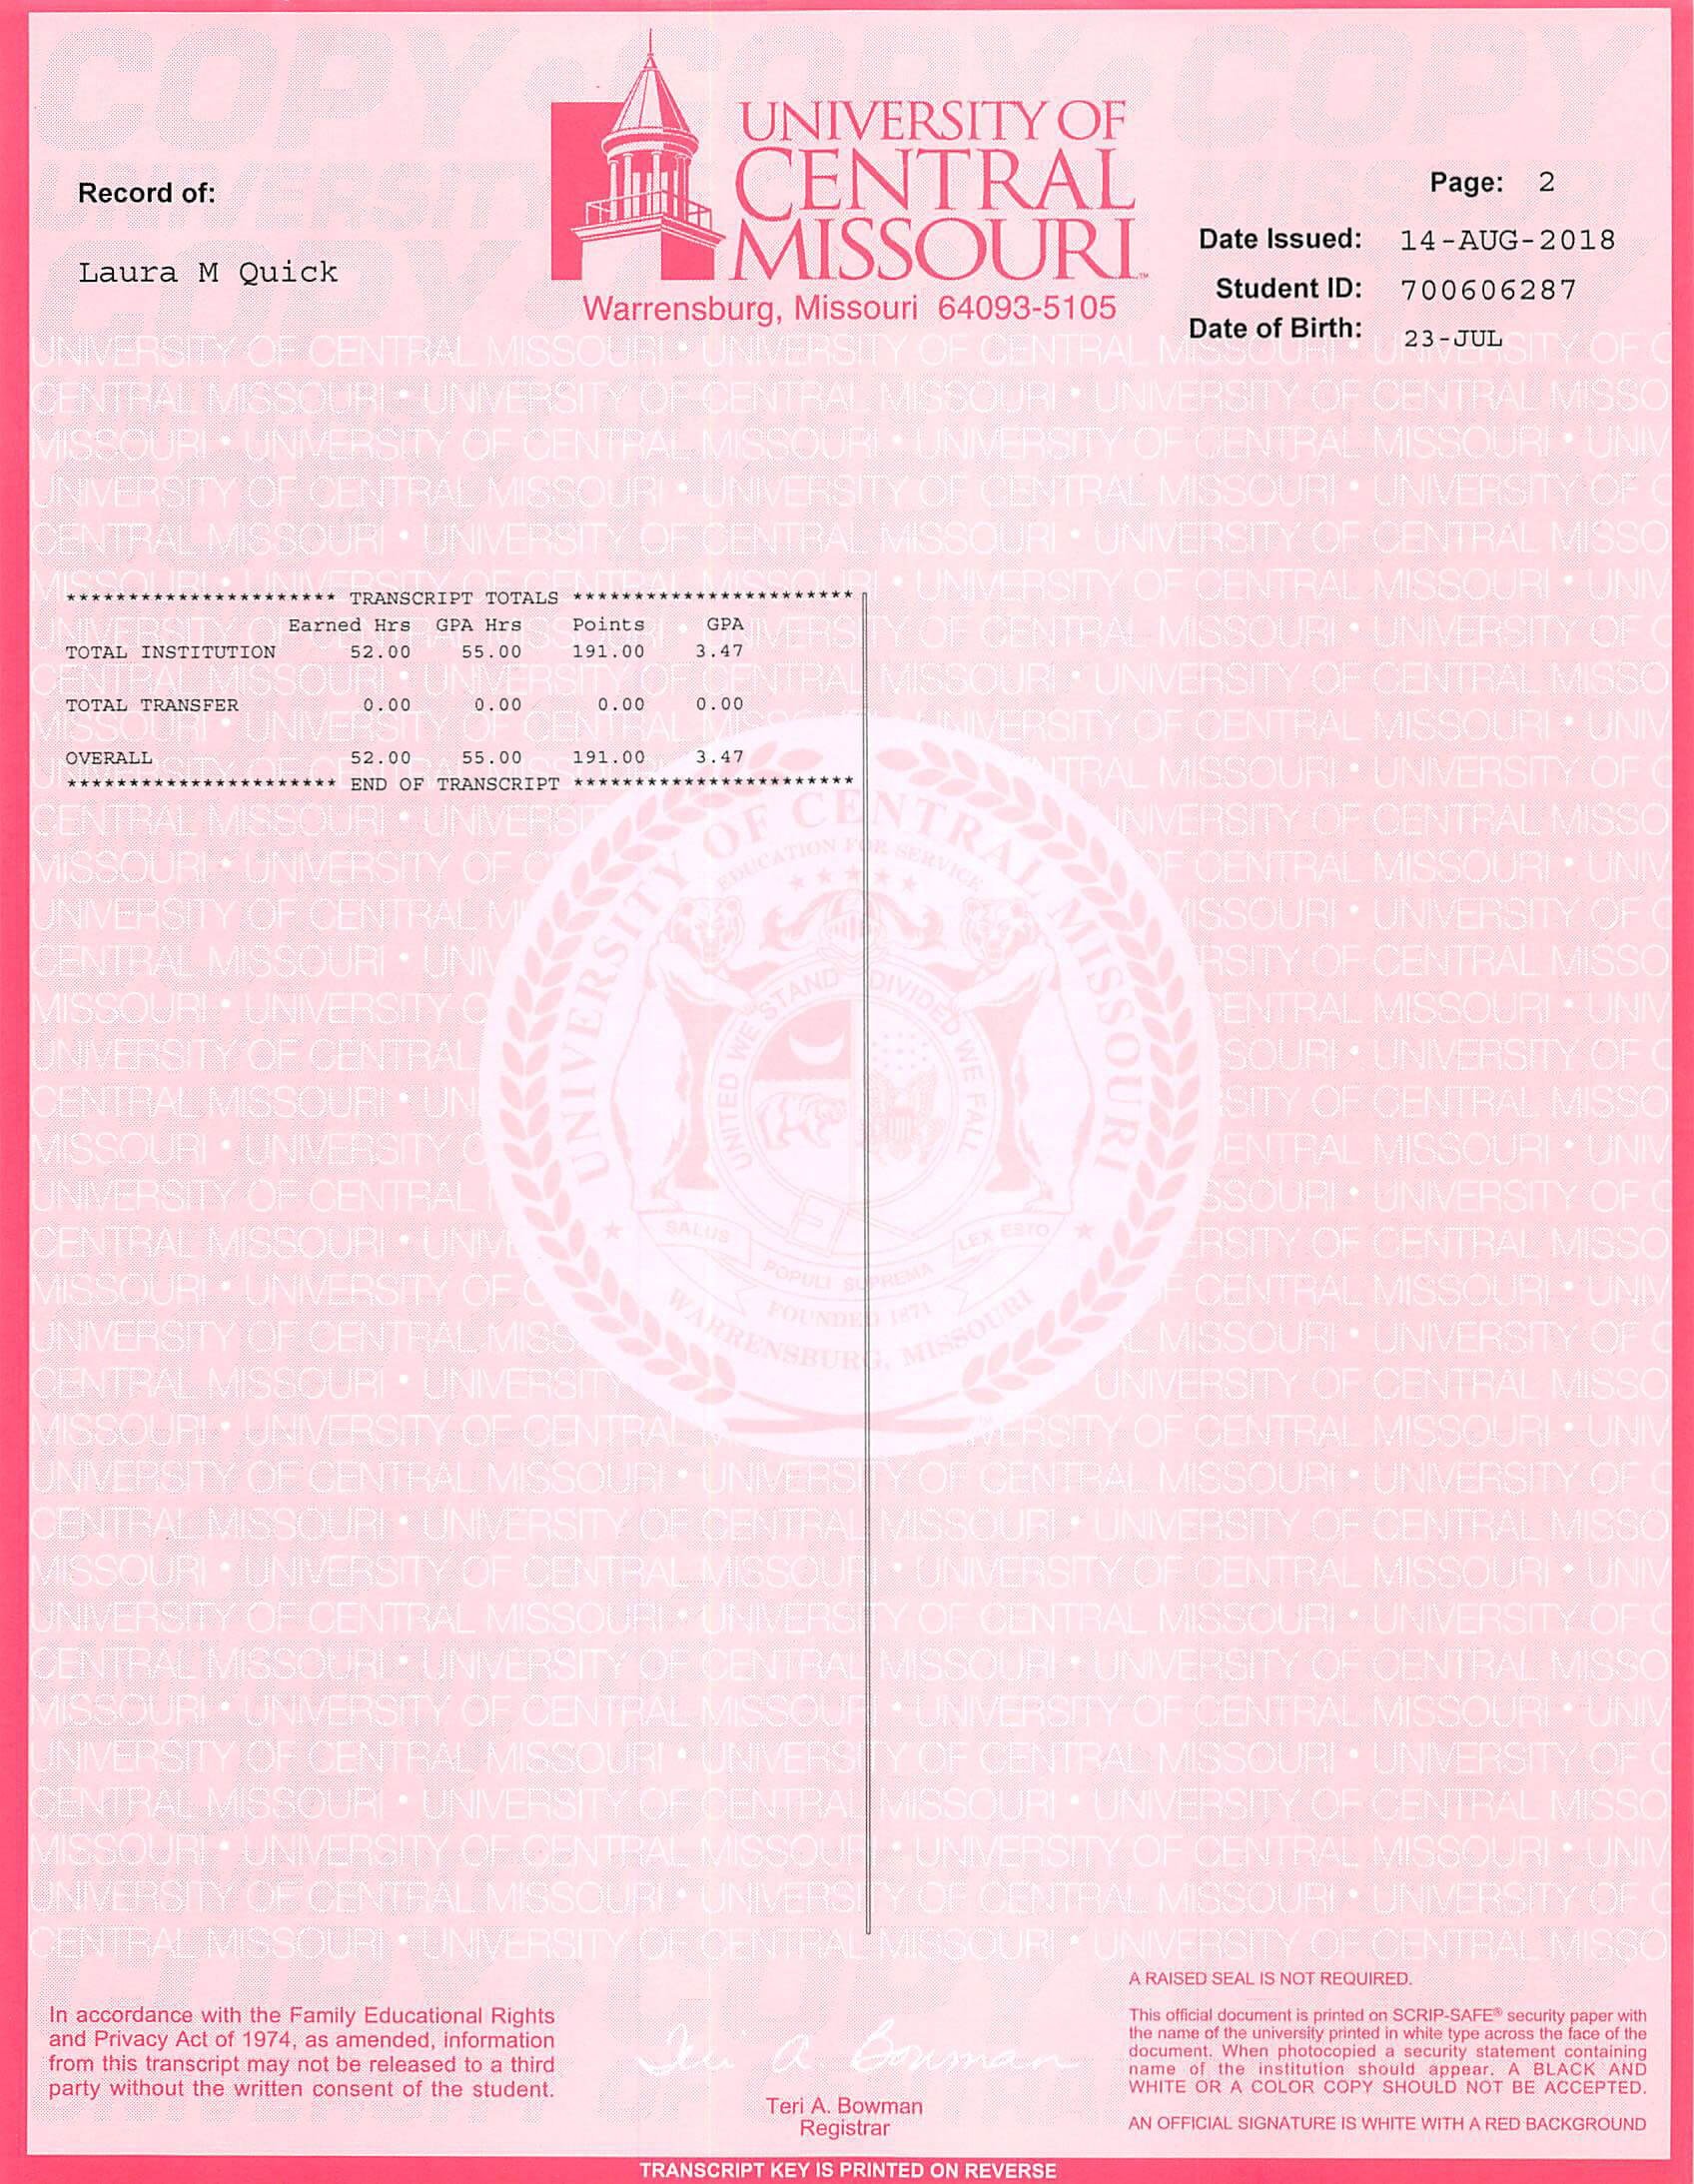 UNIVERSITY OF
CENTRAL
MISSOURI
Warrensburg, Missouri 64093-5105
Record of:
Laura M Quick
Page: 2
Date Issued: 14-AUG-2018
Student ID: 700606287
Date of Birth: 23-JUL
********************** TRANSCRIPT TOTALS ***********************
Earned Hrs GPA Hrs Points GPA
TOTAL INSTITUTION 52.00 55.00 191.00 3.47
TOTAL TRANSFER 0.00 0.00 0.00 0.00
OVERALL 52.00 55.00 191.00 3.47
********************** END OF TRANSCRIPT ***********************
UNIVERSITY OF CENTRAL MISSOURI
EDUCATION FOR SERVICE
UNITED WE STAND DIVIDED WE FALL
SALUS POPULI SUPREMA LEX ESTO
FOUNDED 1871
WARRENSBURG, MISSOURI
In accordance with the Family Educational Rights
and Privacy Act of 1974, as amended, information
from this transcript may not be released to a third
party without the written consent of the student.
Teri A Bowman
Teri A. Bowman
Registrar
A RAISED SEAL IS NOT REQUIRED.
This official document is printed on SCRIP-SAFE® security paper with
the name of the university printed in white type across the face of the
document. When photocopied a security statement containing
name of the institution should appear. A BLACK AND
WHITE OR A COLOR COPY SHOULD NOT BE ACCEPTED.
AN OFFICIAL SIGNATURE IS WHITE WITH A RED BACKGROUND
TRANSCRIPT KEY IS PRINTED ON REVERSE